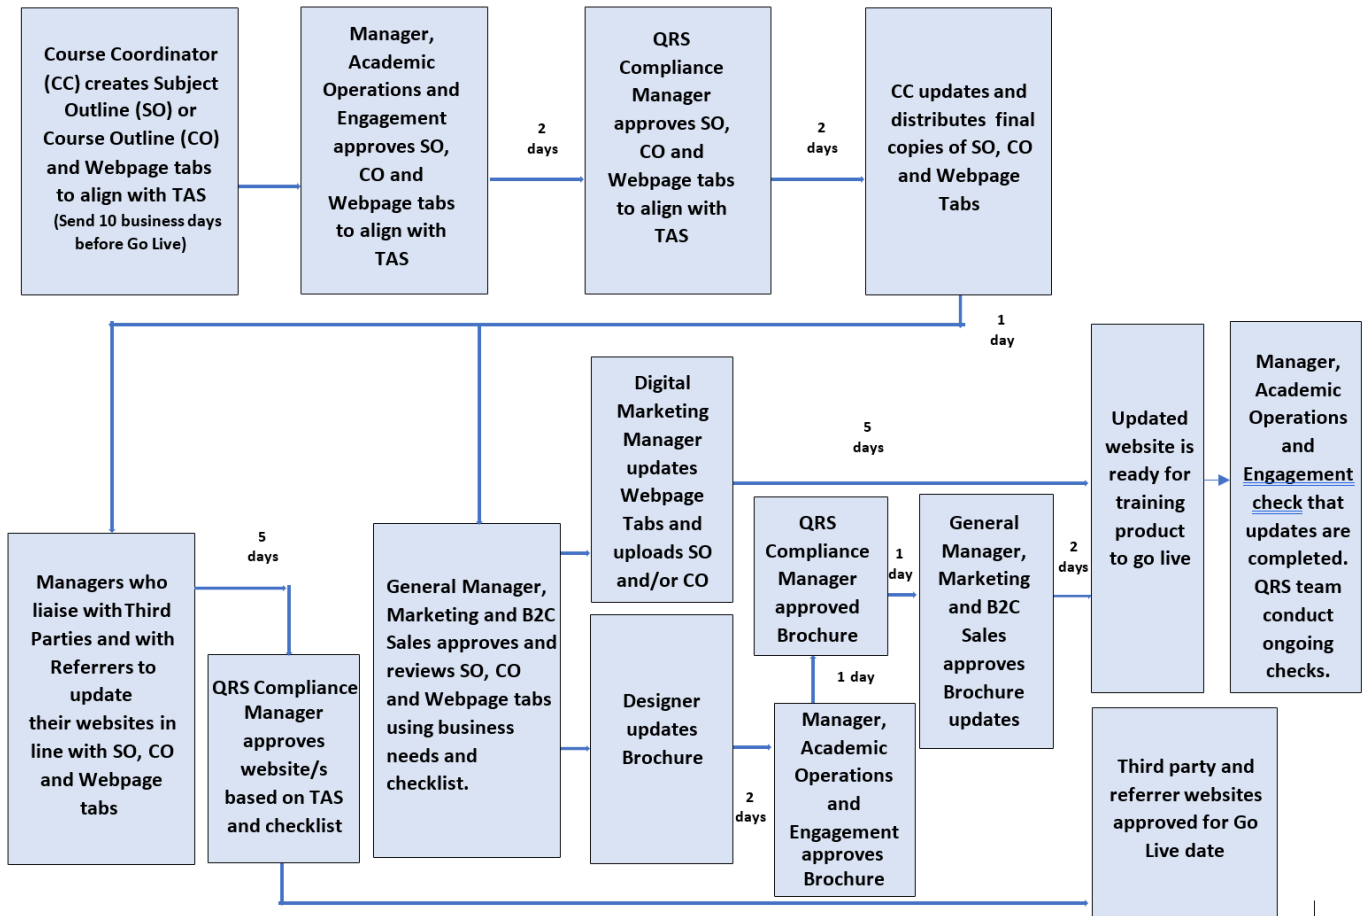 Course Coordinator
(CC) creates Subject
Outline (SO) or
Course Outline (CO)
and Webpage tabs
to align with TAS
(Send 10 business days
before Go Live)
Manager,
Academic
Operations and
Engagement
approves SO,
CO and
Webpage tabs
to align with
TAS
2
days
QRS
Compliance
Manager
approves SO,
CO and
Webpage tabs
to align with
TAS
2
days
CC updates and
distributes final
copies of SO, CO
and Webpage
Tabs
1
day
Managers who
liaise with Third
Parties and with
Referrers to
update
their websites in
line with SO, CO
and Webpage
tabs
5
days
QRS Compliance
Manager
approves
website/s
based on TAS
and checklist
General Manager,
Marketing and B2C
Sales approves and
reviews SO, CO
and Webpage tabs
using business
needs and
checklist.
Digital
Marketing
Manager
updates
Webpage
Tabs and
uploads SO
and/or CO
5
days
Designer
updates
Brochure
2
days
Manager,
Academic
Operations
and
Engagement
approves
Brochure
1 day
QRS
Compliance
Manager
approved
Brochure
1
day
General
Manager,
Marketing
and B2C
Sales
approves
Brochure
updates
2
days
Updated
website is
ready for
training
product
to go live
Manager,
Academic
Operations
and
Engagement
check that
updates are
completed.
QRS team
conduct
ongoing
checks.
Third party and
referrer websites
approved for Go
Live date